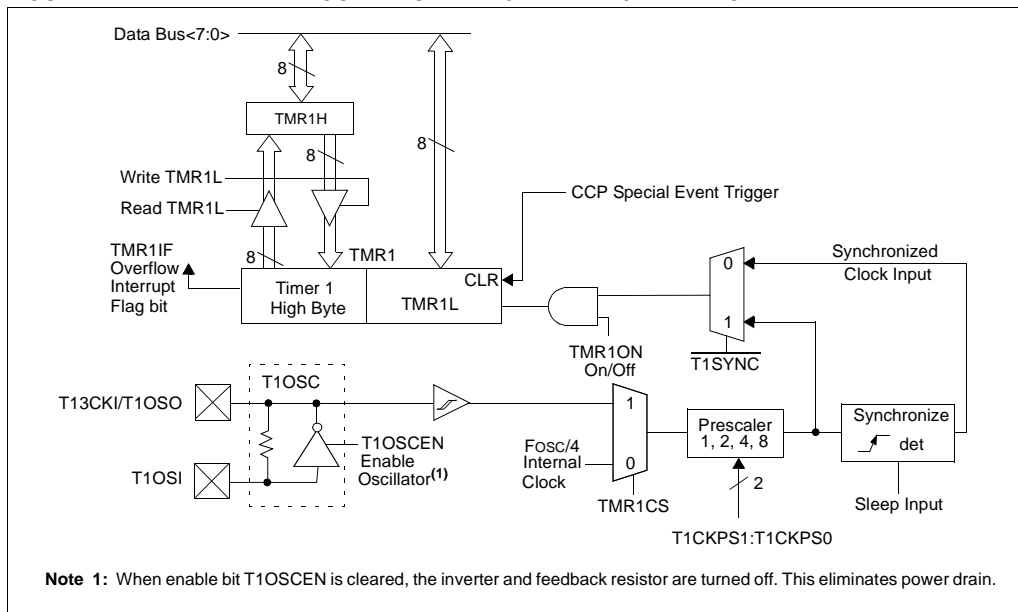 Data Bus<7:0>
8
TMR1H
8
8
Write TMR1L
CCP Special Event Trigger
Read TMR1L
TMR1IF
Overflow
Interrupt
Flag bit
8
TMR1
Timer 1
High Byte
TMR1L
CLR
0
1
Synchronized
Clock Input
TMR1ON
On/Off
T1SYNC
T1OSC
T13CKI/T1OSO
T1OSCEN
Enable
Oscillator(1)
T1OSI
1
0
FOSC/4
Internal
Clock
TMR1CS
Prescaler
1, 2, 4, 8
2
T1CKPS1:T1CKPS0
Synchronize
det
Sleep Input
Note 1: When enable bit T1OSCEN is cleared, the inverter and feedback resistor are turned off. This eliminates power drain.